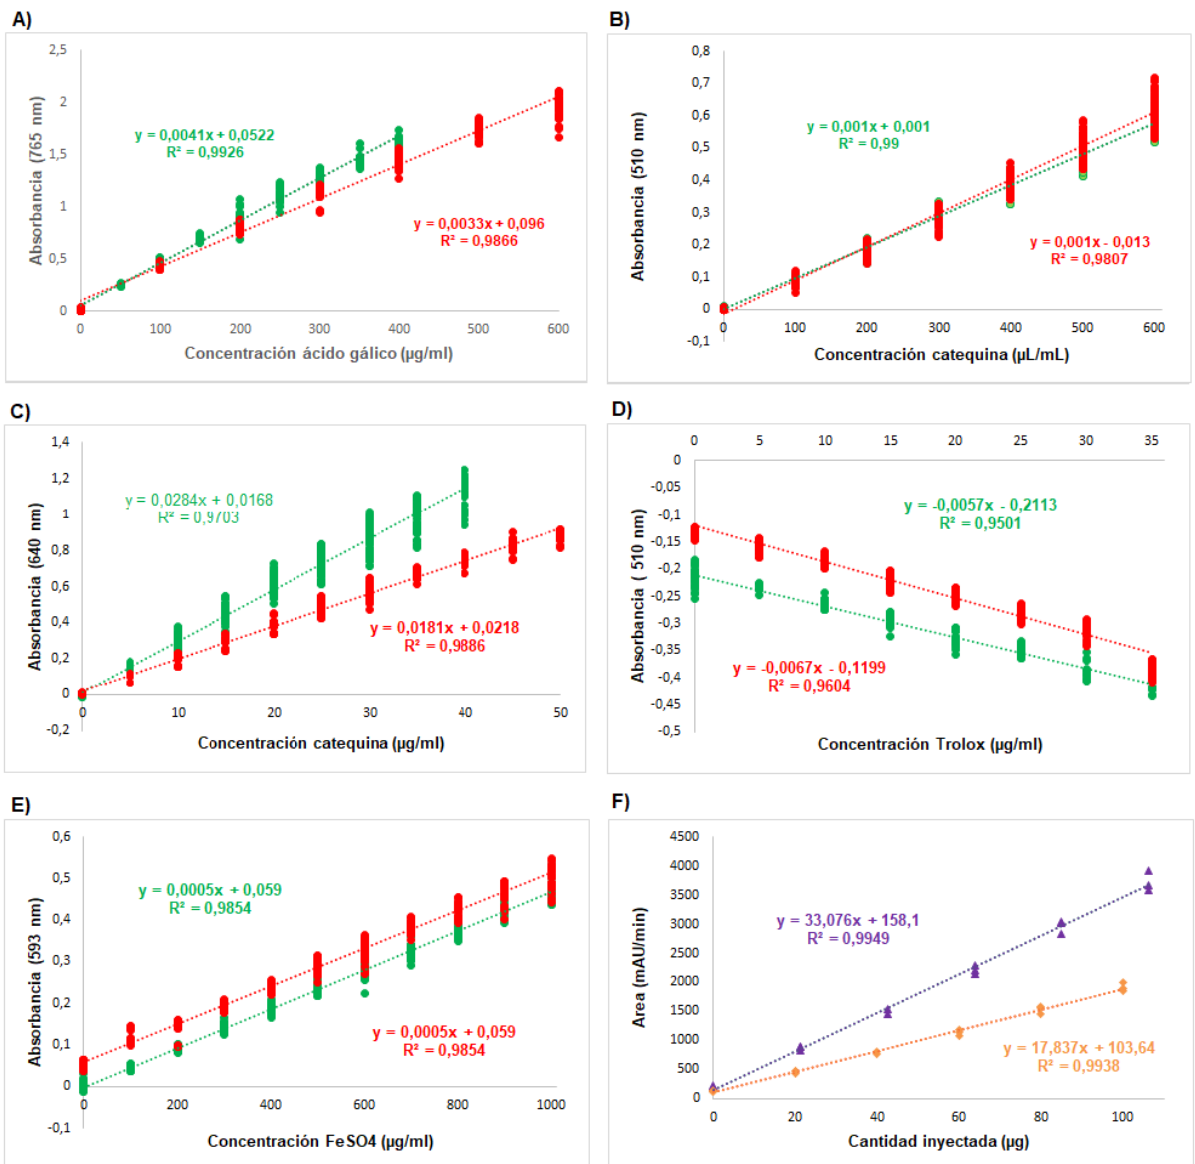 A)
2,5
2
1,5
1
0,5
0
Absorbancia (765 nm)
y = 0,0041x + 0,0522
R² = 0,9926
y = 0,0033x + 0,096
R² = 0,9866
0 100 200 300 400 500 600
Concentración ácido gálico (µg/ml)
B)
0,8
0,7
0,6
0,5
0,4
0,3
0,2
0,1
0
-0,1
Absorbancia (510 nm)
y = 0,001x + 0,001
R² = 0,99
y = 0,001x - 0,013
R² = 0,9807
0 100 200 300 400 500 600
Concentración catequina (µL/mL)
C)
1,4
1,2
1
0,8
0,6
0,4
0,2
0
-0,2
Absorbancia (640 nm)
y = 0,0284x + 0,0168
R² = 0,9703
y = 0,0181x + 0,0218
R² = 0,9886
0 10 20 30 40 50
Concentración catequina (µg/ml)
D)
0 5 10 15 20 25 30 35
0
-0,05
-0,1
-0,15
-0,2
-0,25
-0,3
-0,35
-0,4
-0,45
-0,5
Absorbancia ( 510 nm)
y = -0,0057x - 0,2113
R² = 0,9501
y = -0,0067x - 0,1199
R² = 0,9604
Concentración Trolox (µg/ml)
E)
0,6
0,5
0,4
0,3
0,2
0,1
0
-0,1
Absorbancia (593 nm)
y = 0,0005x + 0,059
R² = 0,9854
y = 0,0005x + 0,059
R² = 0,9854
0 200 400 600 800 1000
Concentración FeSO4 (µg/ml)
F)
4500
4000
3500
3000
2500
2000
1500
1000
500
0
Area (mAU/min)
y = 33,076x + 158,1
R² = 0,9949
y = 17,837x + 103,64
R² = 0,9938
0 20 40 60 80 100
Cantidad inyectada (µg)